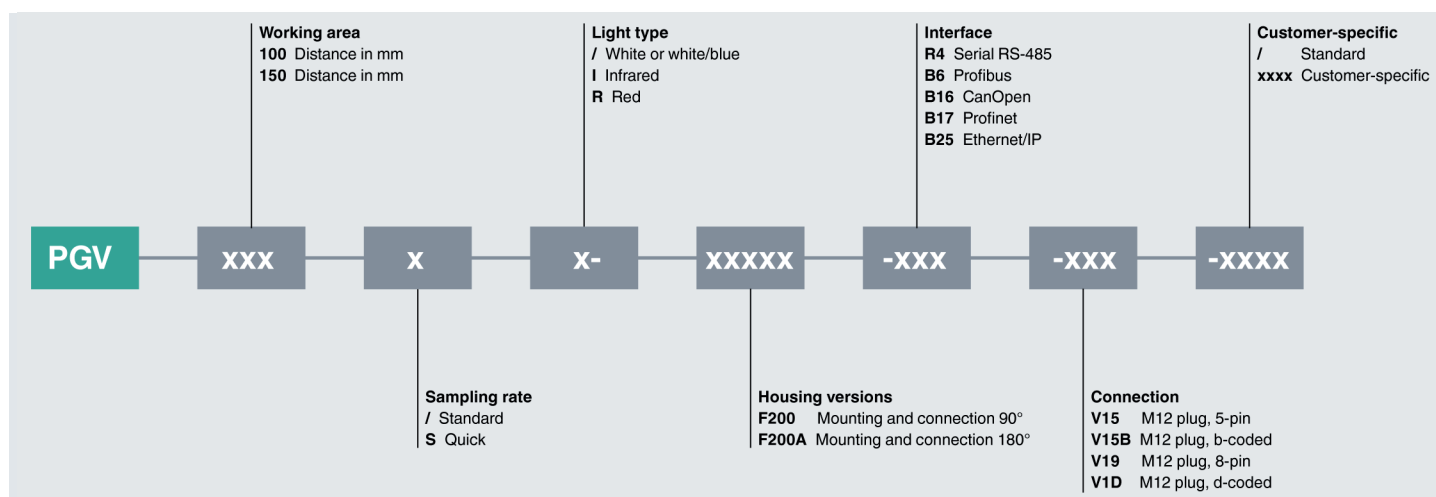 Working area
100 Distance in mm
150 Distance in mm
Light type
/ White or white/blue
I Infrared
R Red
Interface
R4 Serial RS-485
B6 Profibus
B16 CanOpen
B17 Profinet
B25 Ethernet/IP
Customer-specific
/ Standard
xxxx Customer-specific
PGV
xxx
x
x-
xxxxx
-xxx
-xxx
-xxxx
Sampling rate
/ Standard
S Quick
Housing versions
F200 Mounting and connection 90°
F200A Mounting and connection 180°
Connection
V15 M12 plug, 5-pin
V15B M12 plug, b-coded
V19 M12 plug, 8-pin
V1D M12 plug, d-coded